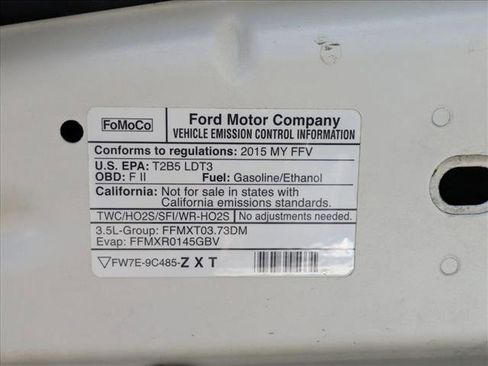 FoMoCo
Ford Motor Company
VEHICLE EMISSION CONTROL INFORMATION
Conforms to regulations: 2015 MY FFV
U.S. EPA: T2B5 LDT3
OBD: F II Fuel: Gasoline/Ethanol
California: Not for sale in states with
California emissions standards.
TWC/HO2S/SFI/WR-HO2S No adjustments needed.
3.5L-Group: FFMXT03.73DM
Evap: FFMXR0145GBV
▽FW7E-9C485-ZXT